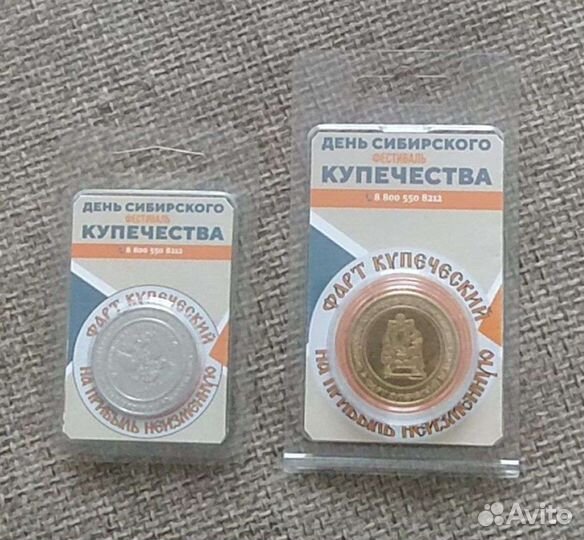 ДЕНЬ СИБИРСКОГО
ФЕСТИВАЛЬ
КУПЕЧЕСТВА
8 800 550 8212
ФАРТ КУПЕЧЕСКИЙ
НА ПРИБЫЛЬ НЕИЗМЕННУЮ
ДЕНЬ СИБИРСКОГО
ФЕСТИВАЛЬ
КУПЕЧЕСТВА
8 800 550 8212
ФАРТ КУПЕЧЕСКИЙ
НА ПРИБЫЛЬ НЕИЗМЕННУЮ
Avito